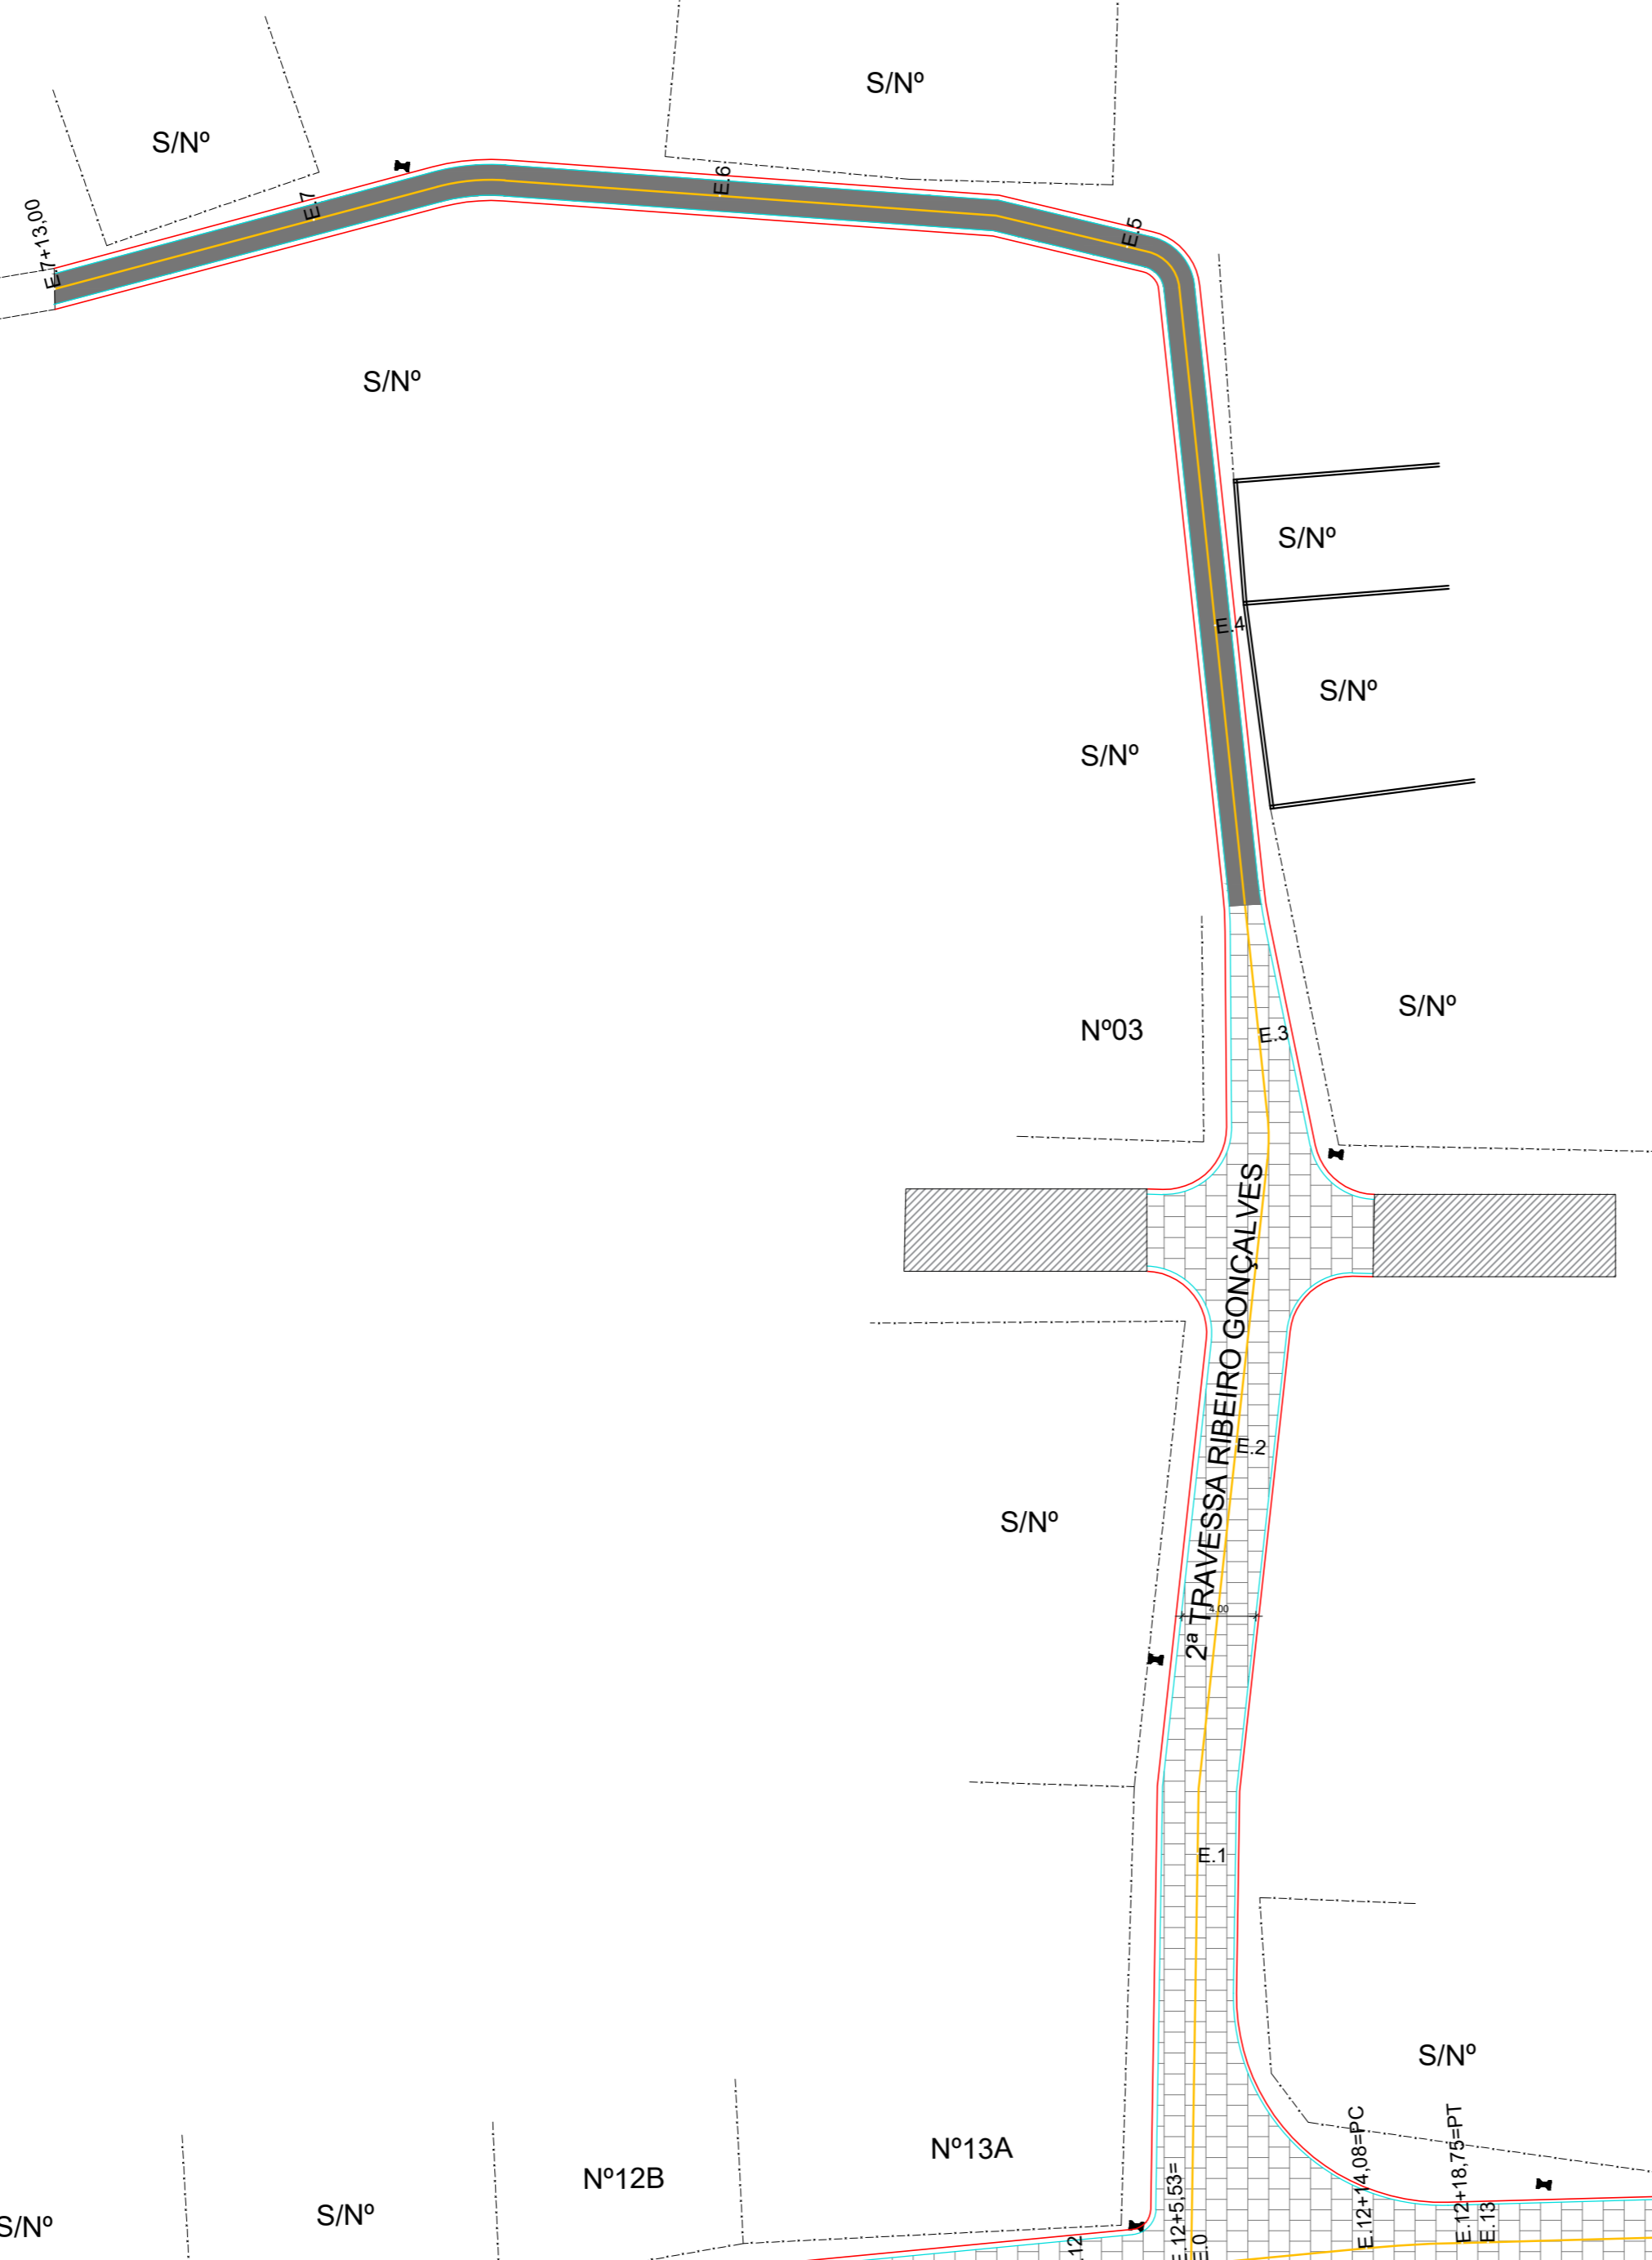 S/Nº
S/Nº
E.6
E.7
E.7+13,00
E.5
S/Nº
S/Nº
E.4
S/Nº
S/Nº
S/Nº
Nº03
E.3
2ª TRAVESSA RIBEIRO GONÇALVES
E.2
S/Nº
4.00
E.1
S/Nº
Nº13A
Nº12B
S/Nº
S/Nº
E.12+14,08=PC
E.12+18,75=PT
E.13
.12+5,53=
E.0
.12